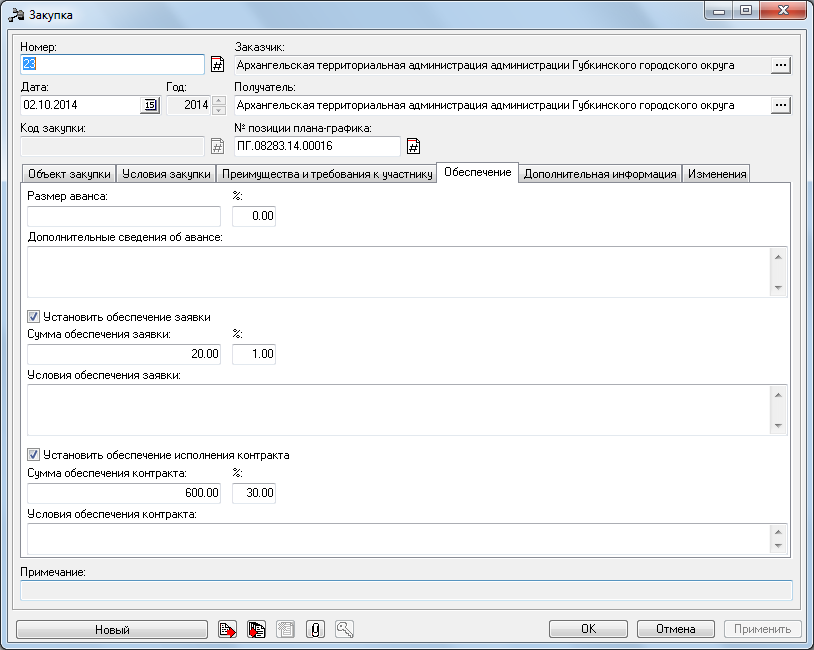 Закупка
Номер:
23
Заказчик:
Архангельская территориальная администрация администрации Губкинского городского округа
...
Дата:
02.10.2014
15
Год:
2014
Получатель:
Архангельская территориальная администрация администрации Губкинского городского округа
...
Код закупки:
№ позиции плана-графика:
ПГ.08283.14.00016
Объект закупки
Условия закупки
Преимущества и требования к участнику
Обеспечение
Дополнительная информация
Изменения
Размер аванса:
%:
0.00
Дополнительные сведения об авансе:
Установить обеспечение заявки
Сумма обеспечения заявки:
%:
20.00
1.00
Условия обеспечения заявки:
Установить обеспечение исполнения контракта
Сумма обеспечения контракта:
%:
600.00
30.00
Условия обеспечения контракта:
Примечание:
Новый
OK
Отмена
Применить